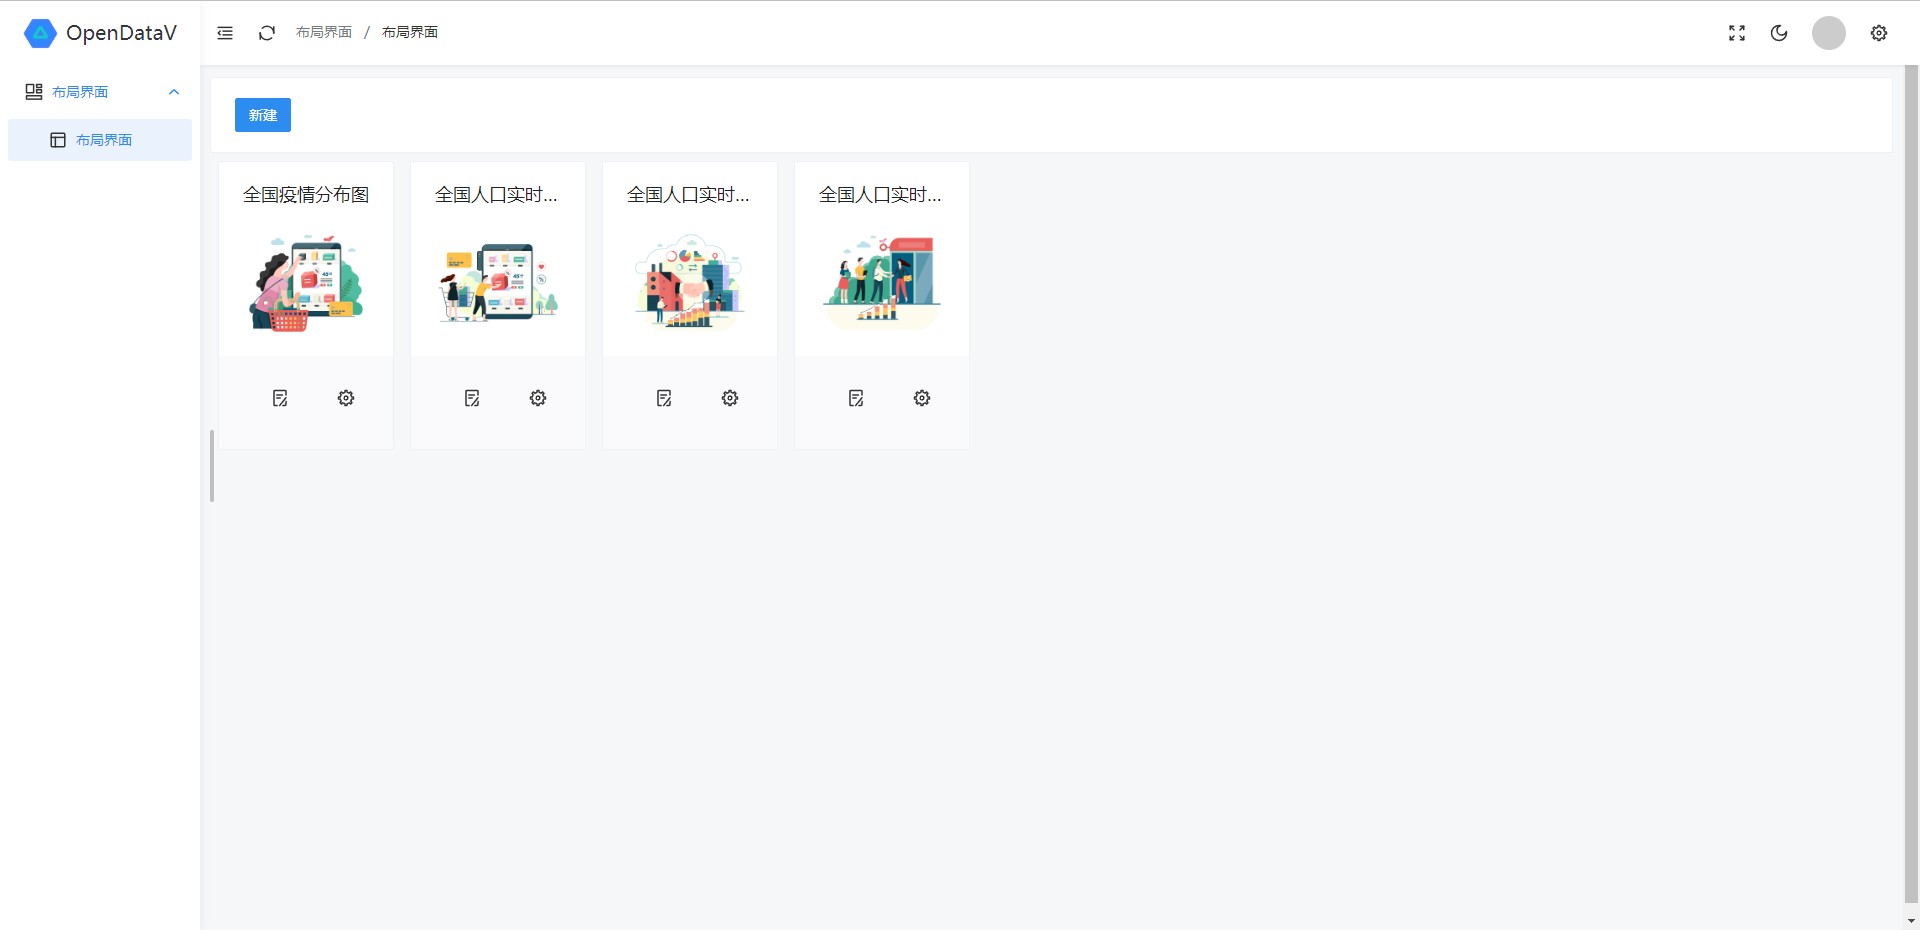 OpenDataV
布局界面 / 布局界面
布局界面
布局界面
新建
全国疫情分布图
全国人口实时...
全国人口实时...
全国人口实时...